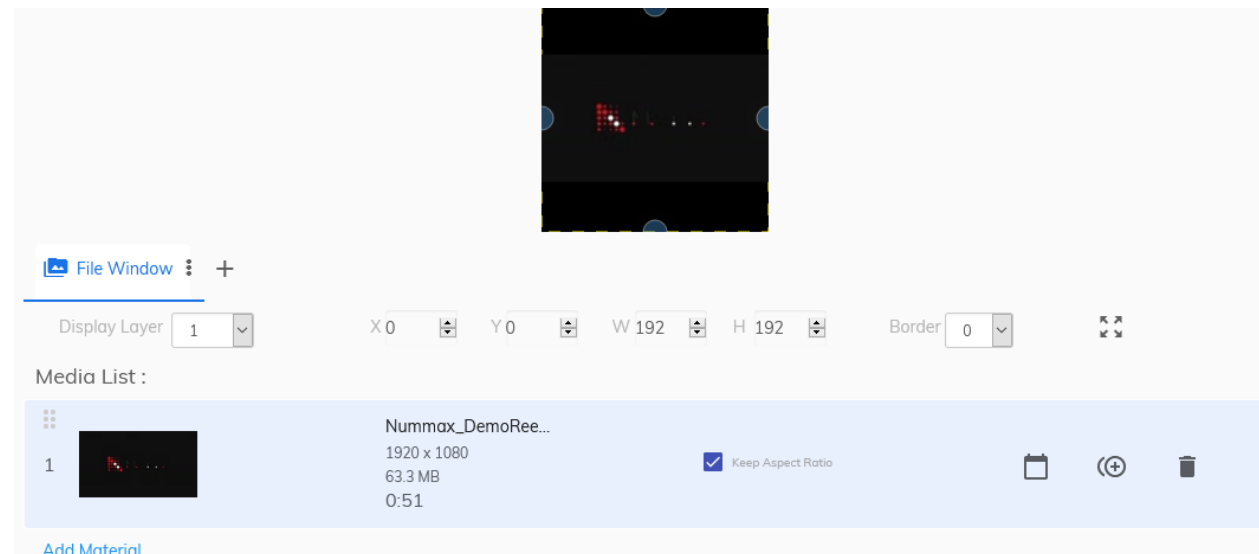 File Window
Display Layer 1 X 0 Y 0 W 192 H 192 Border 0
Media List :
1
Nummax_DemoRee...
1920 x 1080
63.3 MB
0:51
Keep Aspect Ratio
Add Material